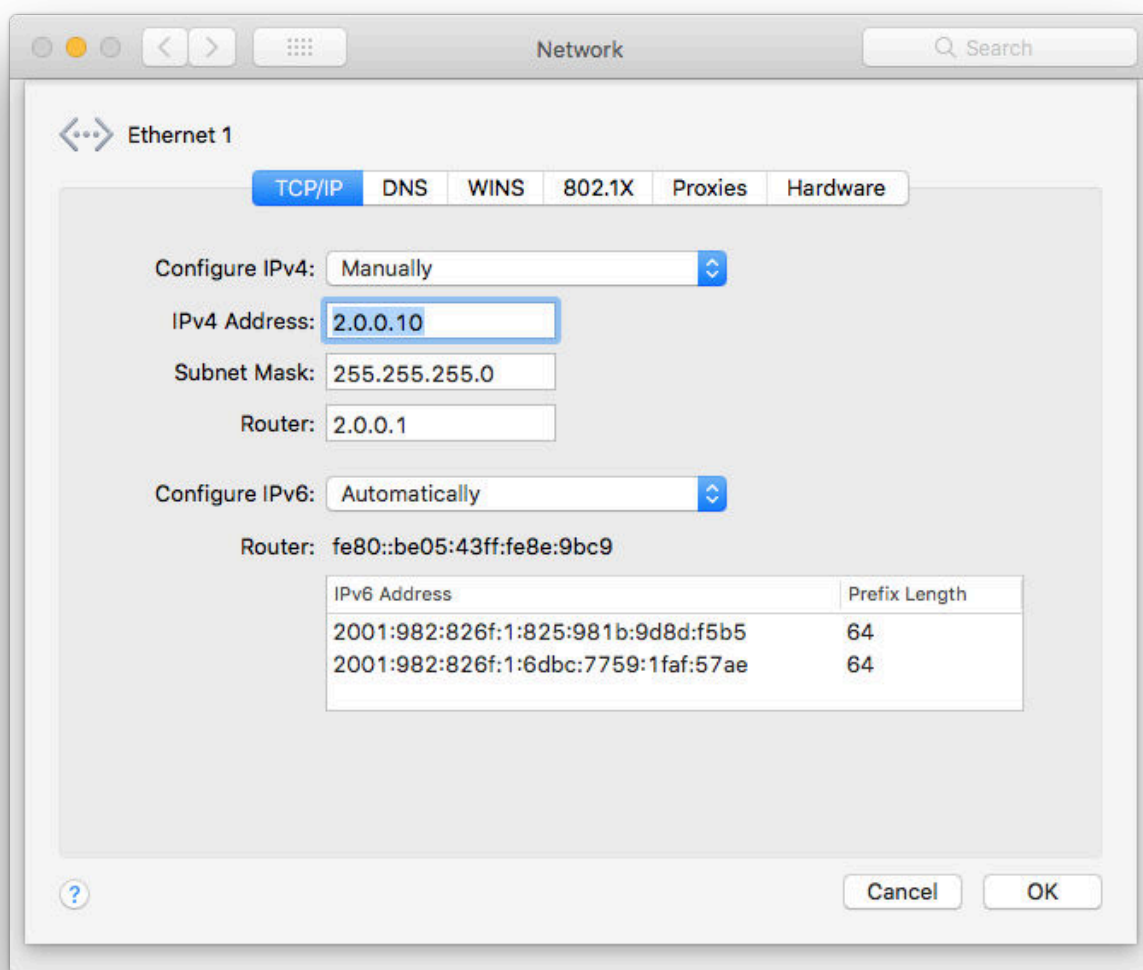 Network
Search
Ethernet 1
TCP/IP DNS WINS 802.1X Proxies Hardware
Configure IPv4: Manually
IPv4 Address: 2.0.0.10
Subnet Mask: 255.255.255.0
Router: 2.0.0.1
Configure IPv6: Automatically
Router: fe80::be05:43ff:fe8e:9bc9
IPv6 Address Prefix Length
2001:982:826f:1:825:981b:9d8d:f5b5 64
2001:982:826f:1:6dbc:7759:1faf:57ae 64
? Cancel OK